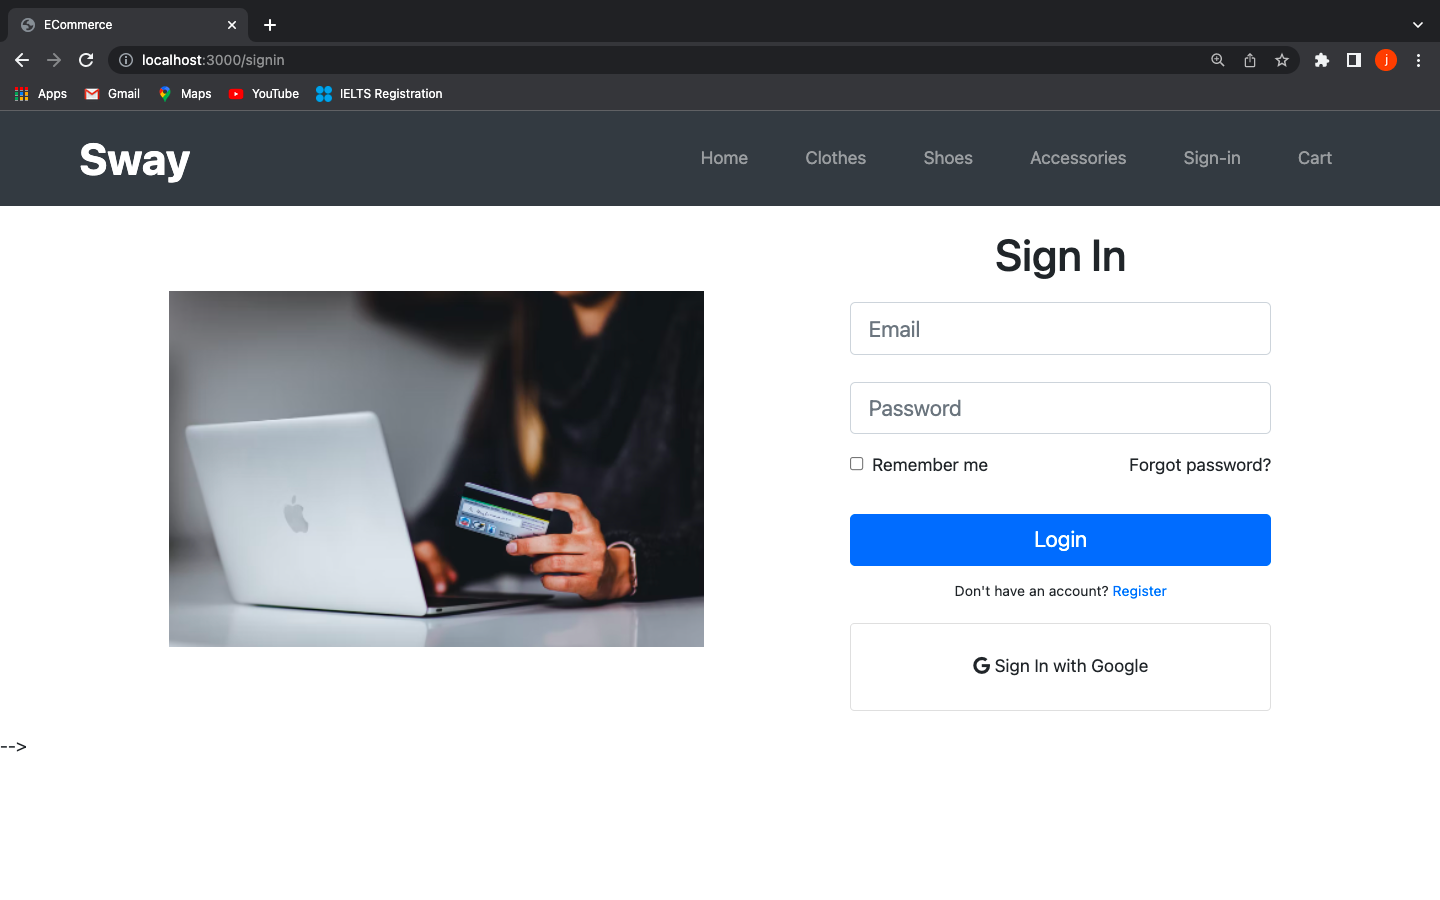 ECommerce
localhost:3000/signin
j
Apps Gmail Maps YouTube IELTS Registration
Sway
Home Clothes Shoes Accessories Sign-in Cart
Sign In
Email
Password
Remember me Forgot password?
Login
Don't have an account? Register
G Sign In with Google
-->